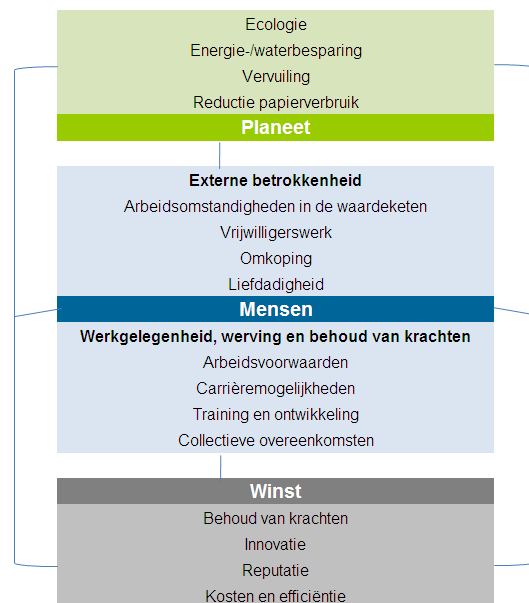 Ecologie
Energie-/waterbesparing
Vervuiling
Reductie papierverbruik
Planeet
Externe betrokkenheid
Arbeidsomstandigheden in de waardeketen
Vrijwilligerswerk
Omkoping
Liefdadigheid
Mensen
Werkgelegenheid, werving en behoud van krachten
Arbeidsvoorwaarden
Carrièremogelijkheden
Training en ontwikkeling
Collectieve overeenkomsten
Winst
Behoud van krachten
Innovatie
Reputatie
Kosten en efficiëntie